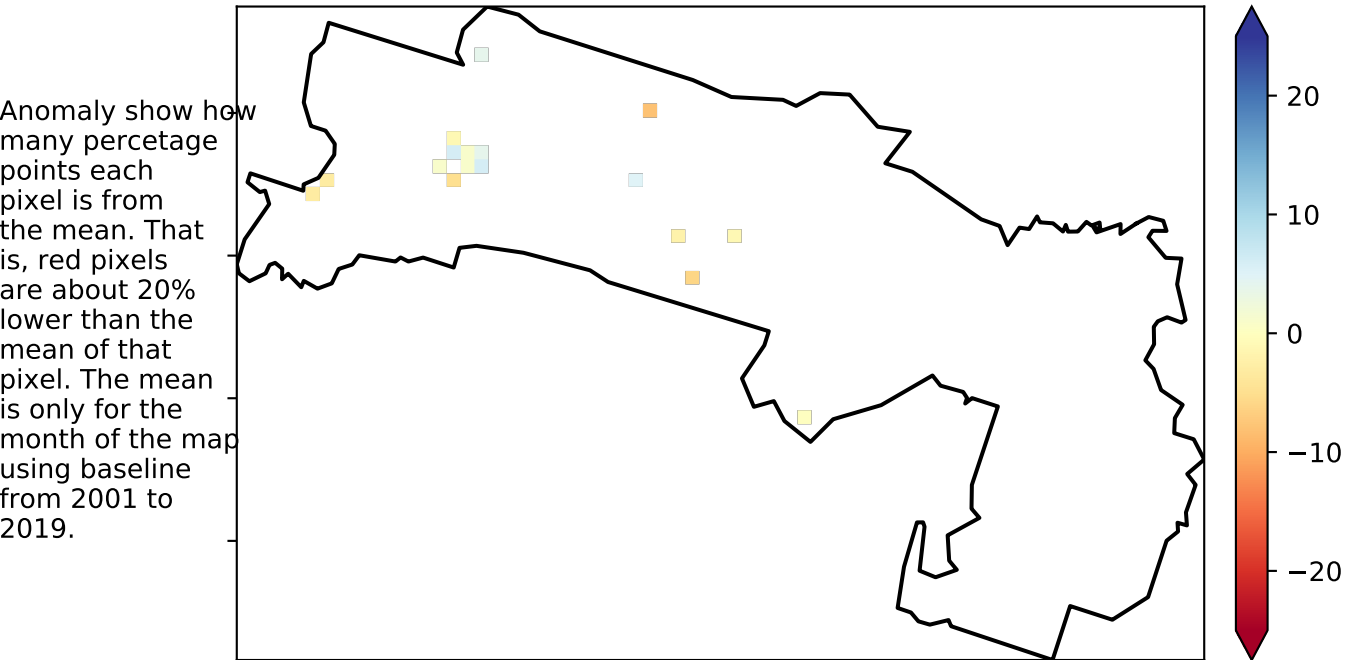 Anomaly show how
many percetage
points each
pixel is from
the mean. That
is, red pixels
are about 20%
lower than the
mean of that
pixel. The mean
is only for the
month of the map
using baseline
from 2001 to
2019.
20
10
0
−10
−20